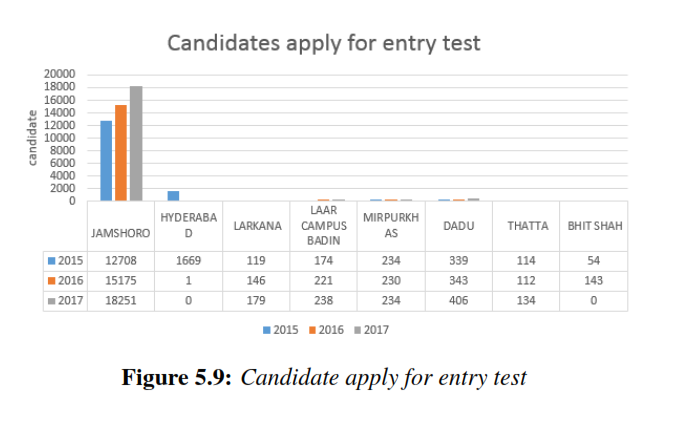 Candidates apply for entry test
candidate
20000
18000
16000
14000
12000
10000
8000
6000
4000
2000
0
JAMSHORO HYDERABA D LARKANA LAAR CAMPUS BADIN MIRPURKH AS DADU THATTA BHIT SHAH
2015 12708 1669 119 174 234 339 114 54
2016 15175 1 146 221 230 343 112 143
2017 18251 0 179 238 234 406 134 0
2015 2016 2017
Figure 5.9: Candidate apply for entry test